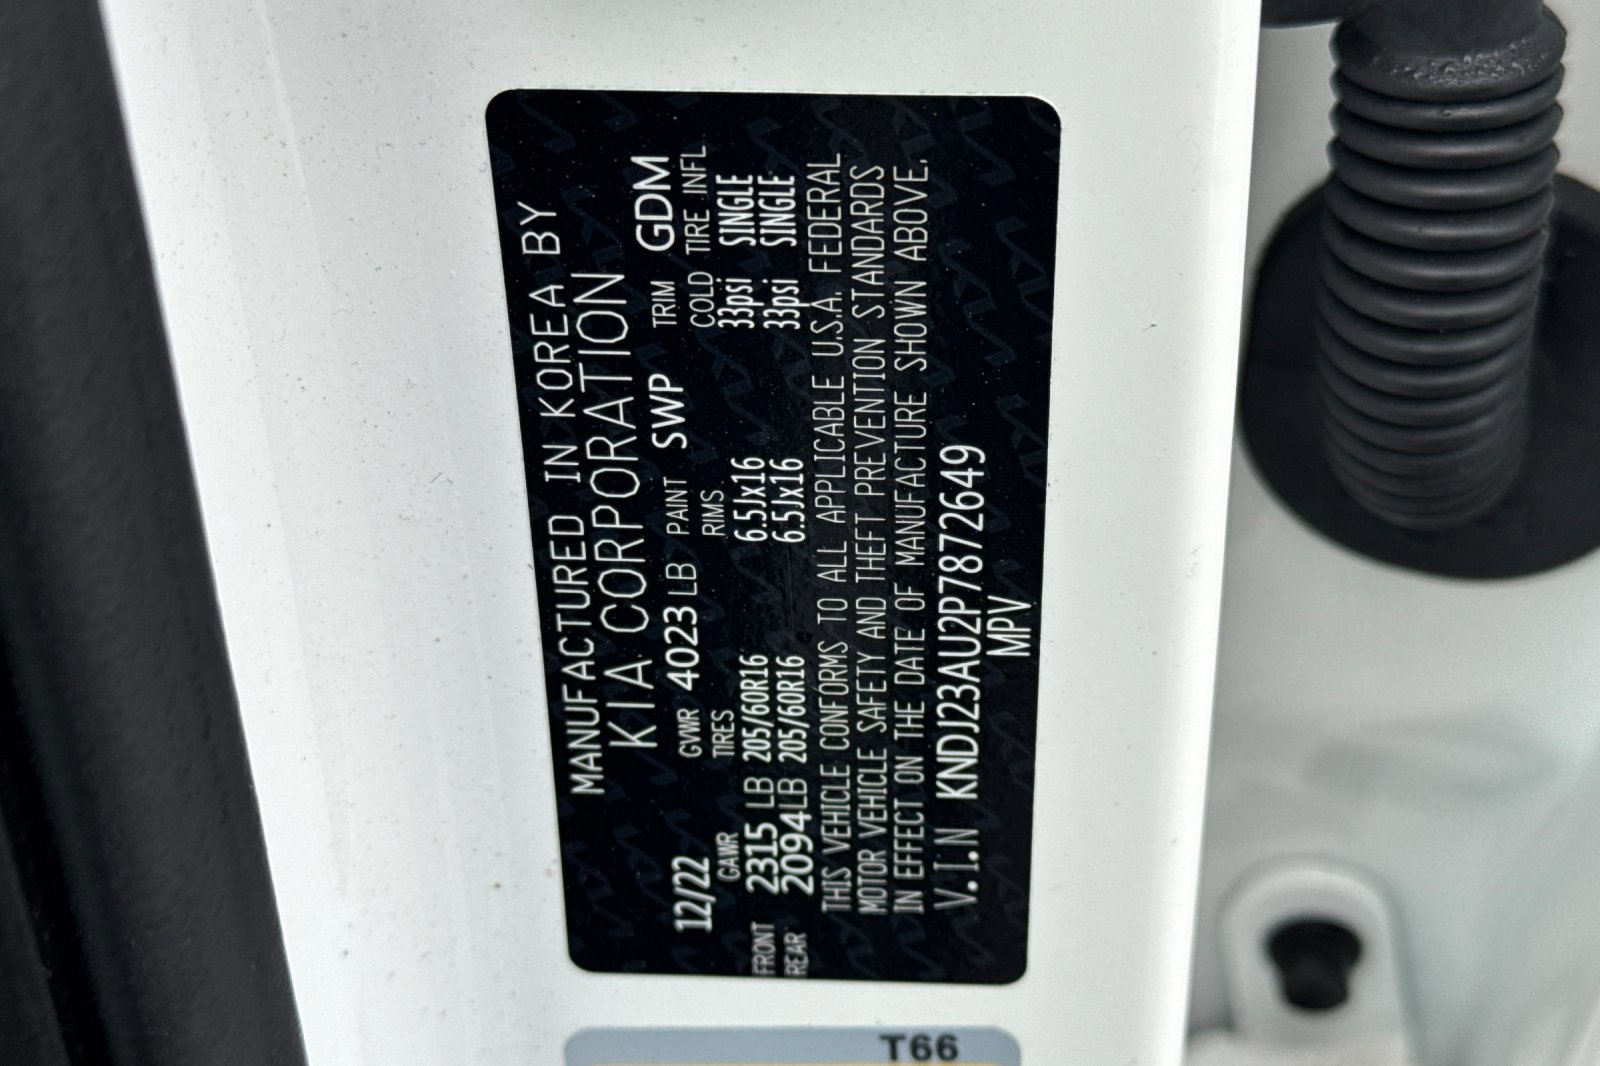 MANUFACTURED IN KOREA BY
KIA CORPORATION
12/22 GVWR 4023 LB PAINT SWP TRIM GDM
GAWR TIRES RIMS COLD TIRE INFL
FRONT 2315 LB 205/60R16 6.5Jx16 33psi SINGLE
REAR 2094 LB 205/60R16 6.5Jx16 33psi SINGLE
THIS VEHICLE CONFORMS TO ALL APPLICABLE U.S.A. FEDERAL
MOTOR VEHICLE SAFETY AND THEFT PREVENTION STANDARDS
IN EFFECT ON THE DATE OF MANUFACTURE SHOWN ABOVE.
V.I.N KNDJ23AU2P7872649
MPV
T66